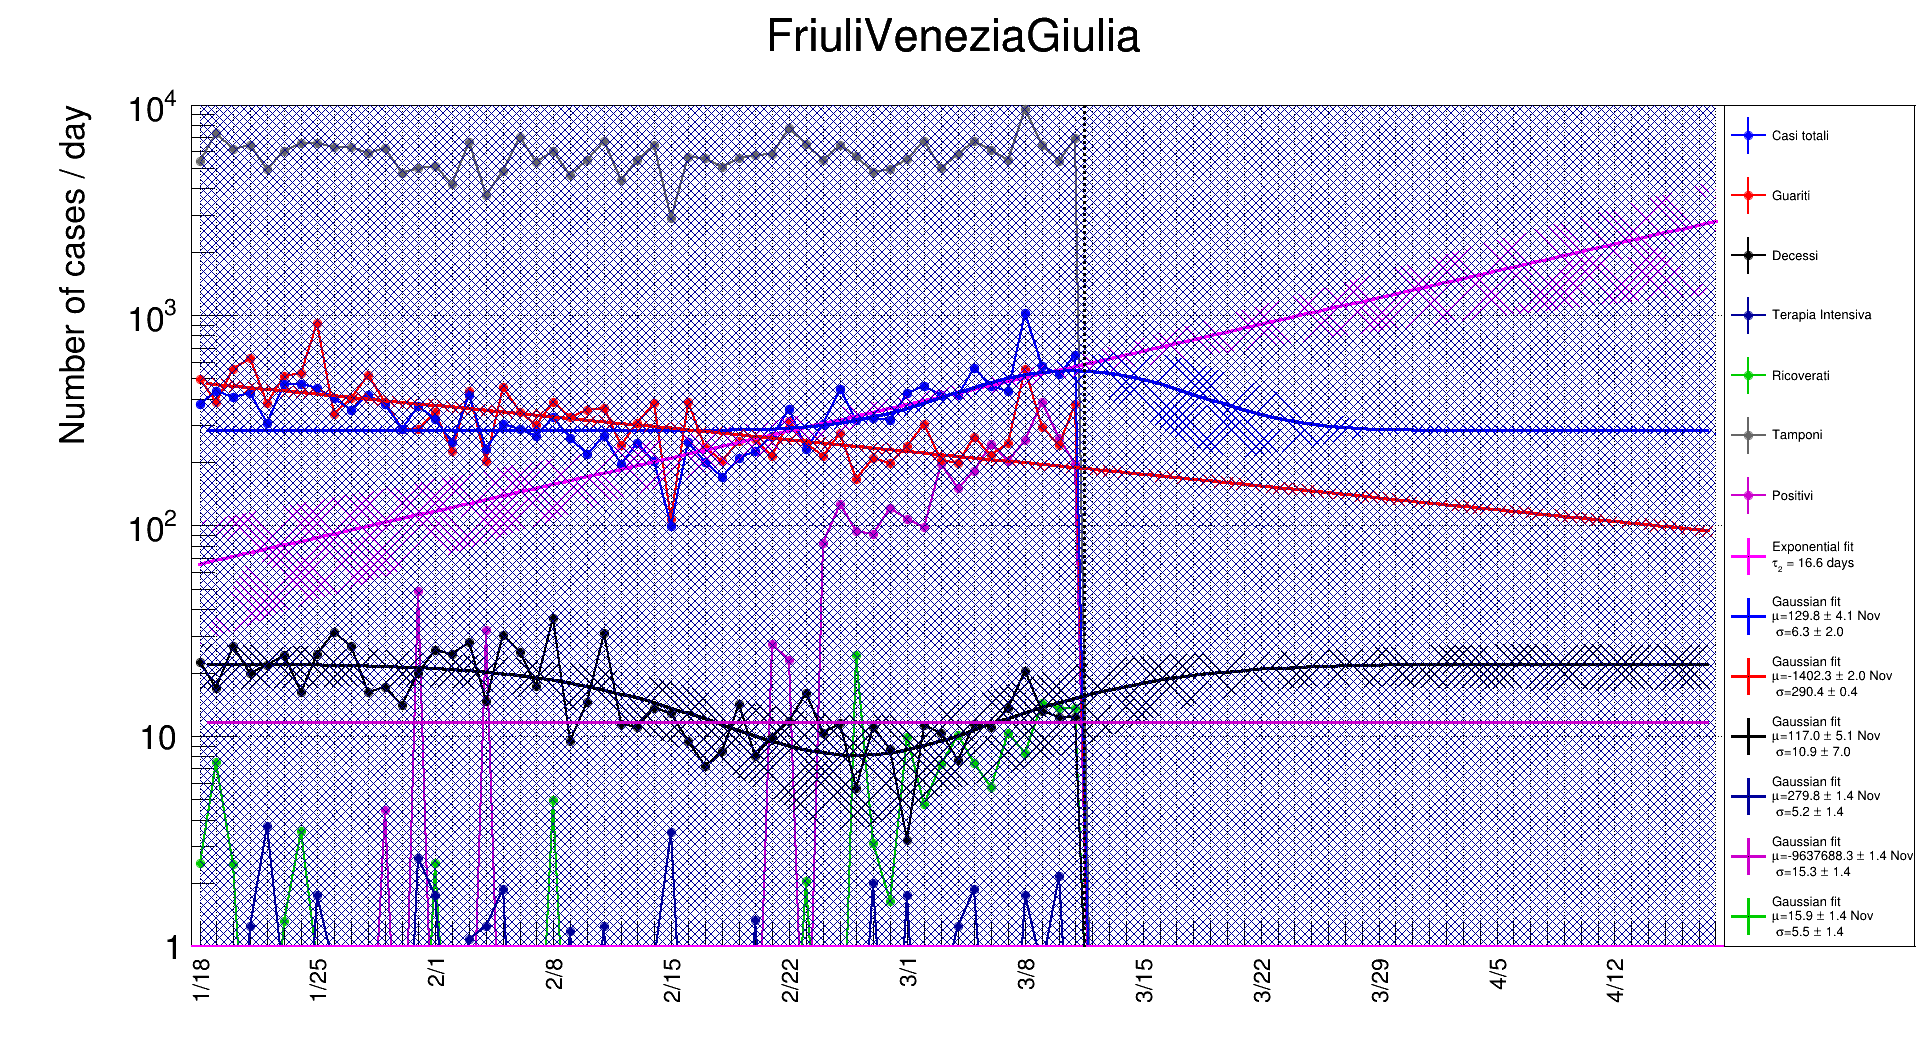 FriuliVeneziaGiulia
Number of cases / day
10^4
10^3
10^2
10
1
1/18
1/25
2/1
2/8
2/15
2/22
3/1
3/8
3/15
3/22
3/29
4/5
4/12
Casi totali
Guariti
Decessi
Terapia Intensiva
Ricoverati
Tamponi
Positivi
Exponential fit
τ₂ = 16.6 days
Gaussian fit
μ=129.8 ± 4.1 Nov
σ=6.3 ± 2.0
Gaussian fit
μ=-1402.3 ± 2.0 Nov
σ=290.4 ± 0.4
Gaussian fit
μ=117.0 ± 5.1 Nov
σ=10.9 ± 7.0
Gaussian fit
μ=279.8 ± 1.4 Nov
σ=5.2 ± 1.4
Gaussian fit
μ=-9637688.3 ± 1.4 Nov
σ=15.3 ± 1.4
Gaussian fit
μ=15.9 ± 1.4 Nov
σ=5.5 ± 1.4